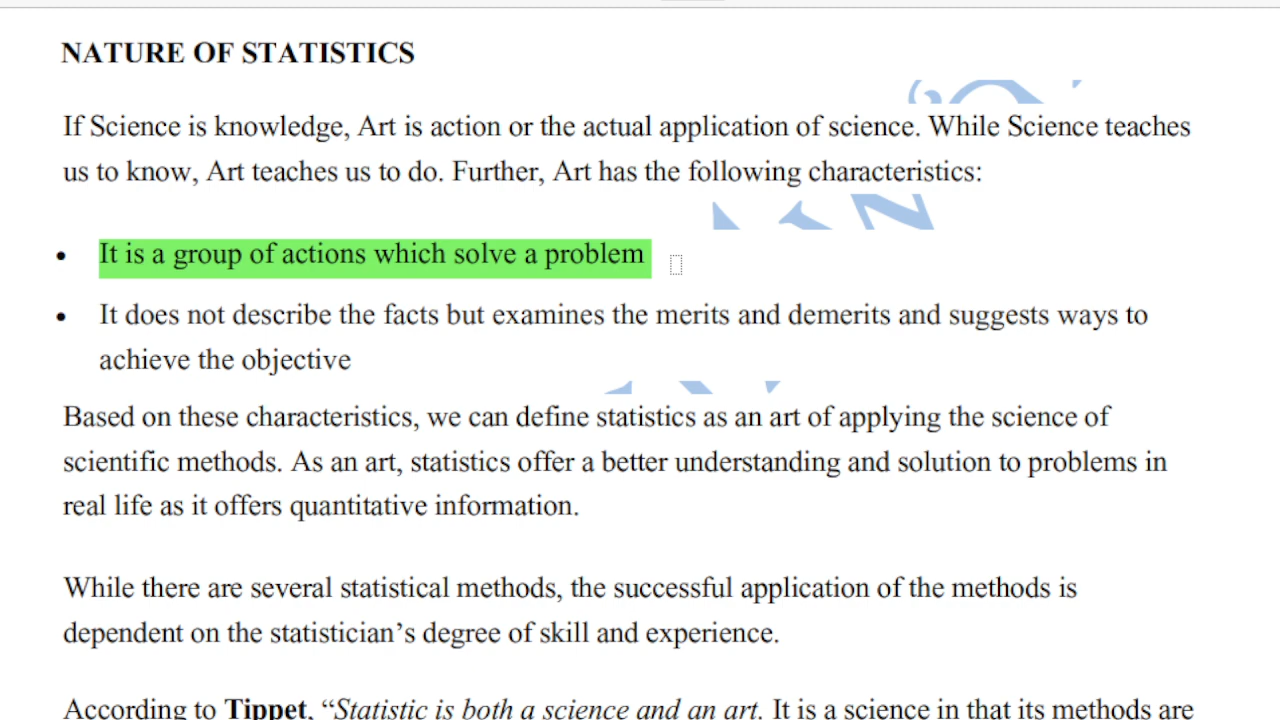 NATURE OF STATISTICS
If Science is knowledge, Art is action or the actual application of science. While Science teaches
us to know, Art teaches us to do. Further, Art has the following characteristics:
• It is a group of actions which solve a problem
• It does not describe the facts but examines the merits and demerits and suggests ways to
achieve the objective
Based on these characteristics, we can define statistics as an art of applying the science of
scientific methods. As an art, statistics offer a better understanding and solution to problems in
real life as it offers quantitative information.
While there are several statistical methods, the successful application of the methods is
dependent on the statistician’s degree of skill and experience.
According to Tippet, “Statistic is both a science and an art. It is a science in that its methods are